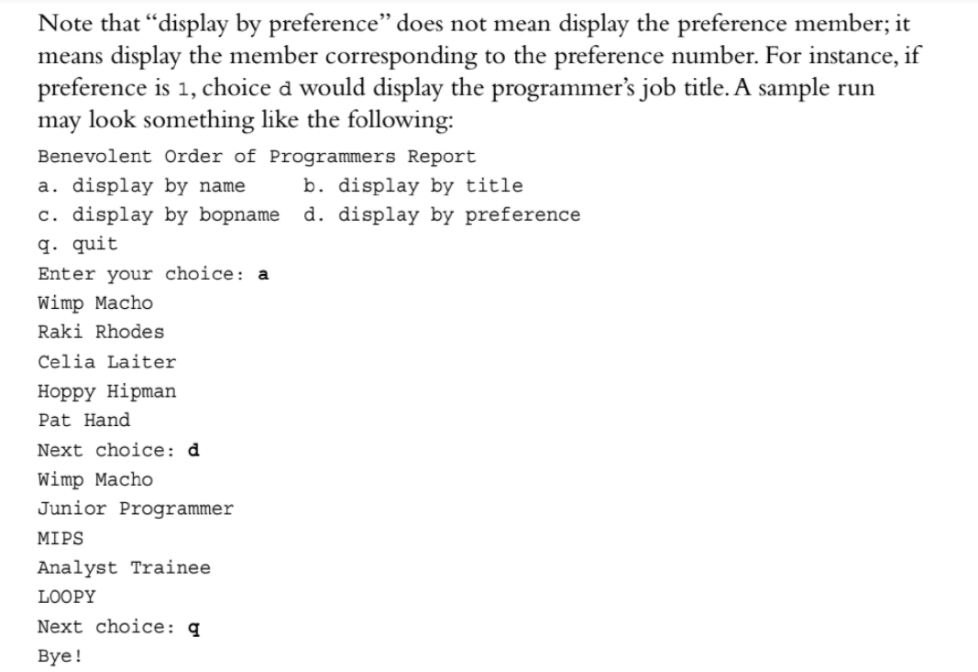 Note that “display by preference” does not mean display the preference member; it
means display the member corresponding to the preference number. For instance, if
preference is 1, choice d would display the programmer’s job title. A sample run
may look something like the following:
Benevolent Order of Programmers Report
a. display by name     b. display by title
c. display by bopname  d. display by preference
q. quit
Enter your choice: a
Wimp Macho
Raki Rhodes
Celia Laiter
Hoppy Hipman
Pat Hand
Next choice: d
Wimp Macho
Junior Programmer
MIPS
Analyst Trainee
LOOPY
Next choice: q
Bye!